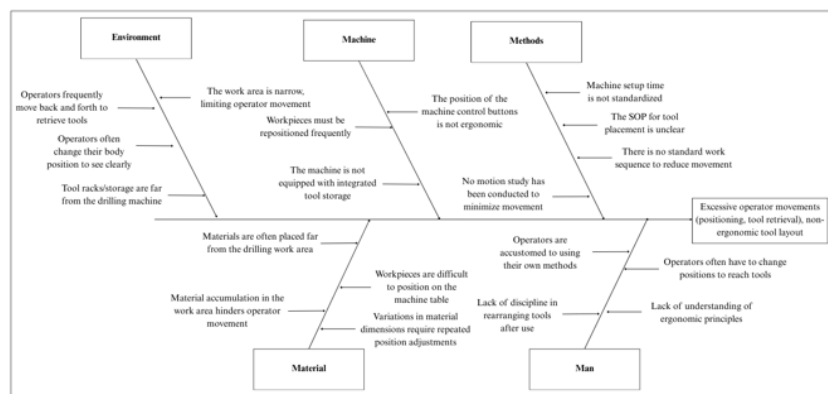 Environment
Machine
Methods
Operators frequently
move back and forth to
retrieve tools
The work area is narrow,
limiting operator movement
Operators often
change their body
position to see clearly
Tool racks/storage are far
from the drilling machine
The position of the
machine control buttons
is not ergonomic
Workpieces must be
repositioned frequently
The machine is not
equipped with integrated
tool storage
Machine setup time
is not standardized
The SOP for tool
placement is unclear
There is no standard work
sequence to reduce movement
No motion study has
been conducted to
minimize movement
Excessive operator movements
(positioning, tool retrieval), non-
ergonomic tool layout
Materials are often placed far
from the drilling work area
Workpieces are difficult
to position on the
machine table
Material accumulation in the
work area hinders operator
movement
Variations in material
dimensions require repeated
position adjustments
Operators are
accustomed to using
their own methods
Operators often have to change
positions to reach tools
Lack of discipline in
rearranging tools
after use
Lack of understanding of
ergonomic principles
Material
Man